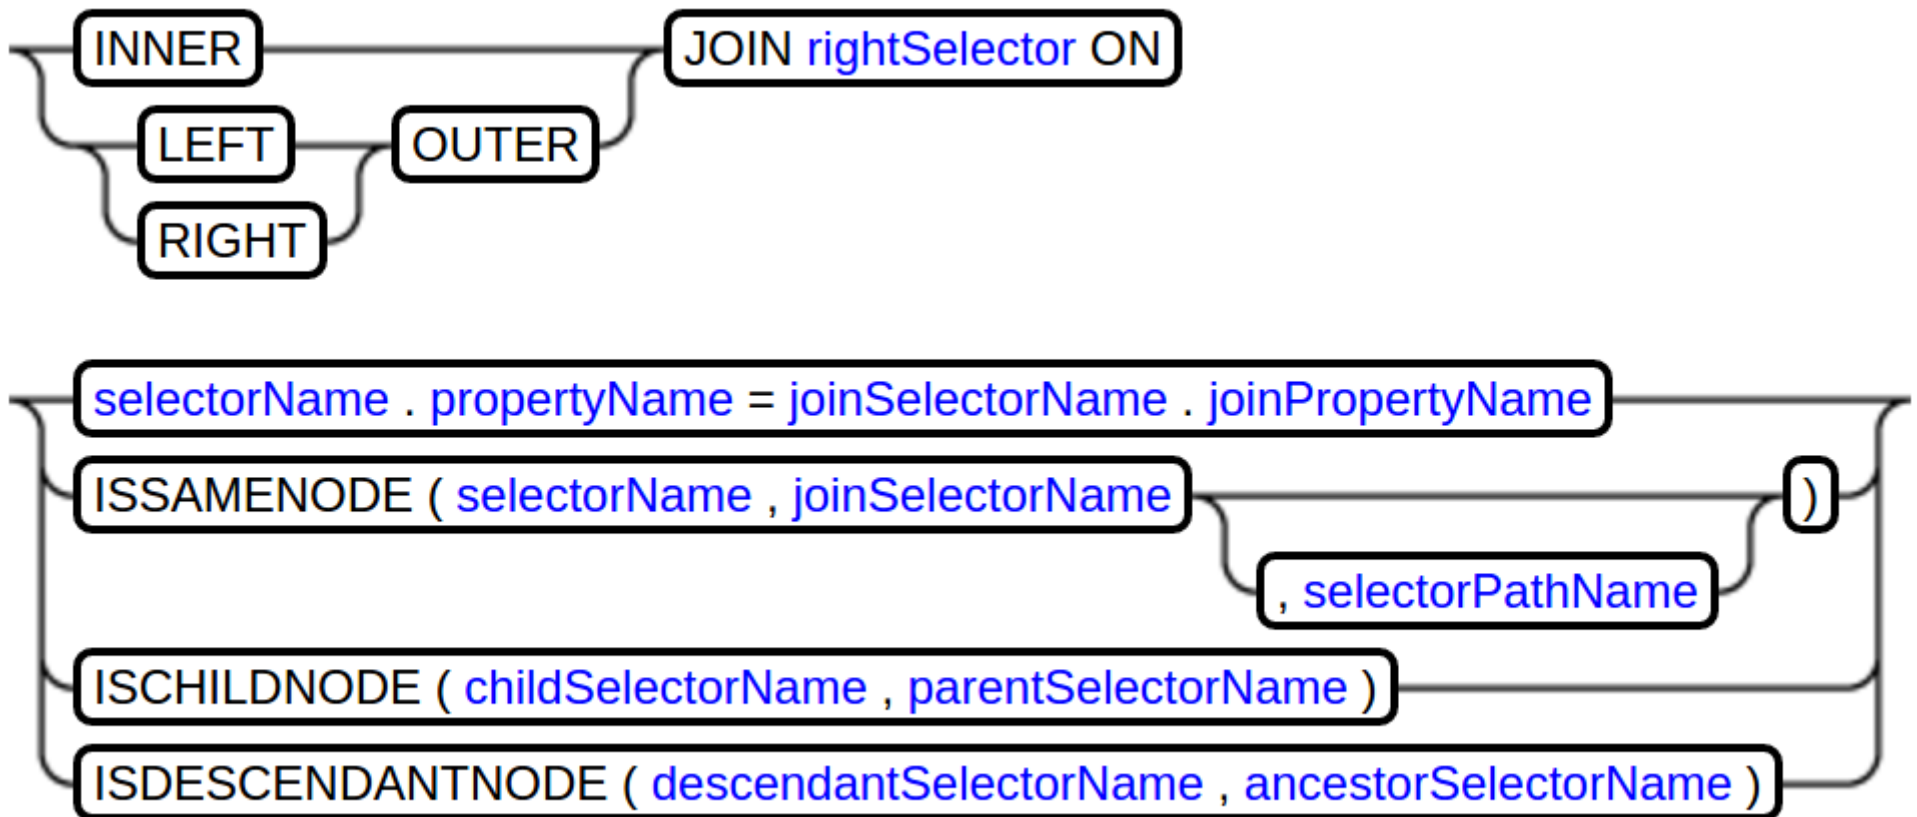 INNER JOIN rightSelector ON
LEFT OUTER
RIGHT
selectorName . propertyName = joinSelectorName . joinPropertyName
ISSAMENODE ( selectorName , joinSelectorName )
, selectorPathName
ISCHILDNODE ( childSelectorName , parentSelectorName )
ISDESCENDANTNODE ( descendantSelectorName , ancestorSelectorName )